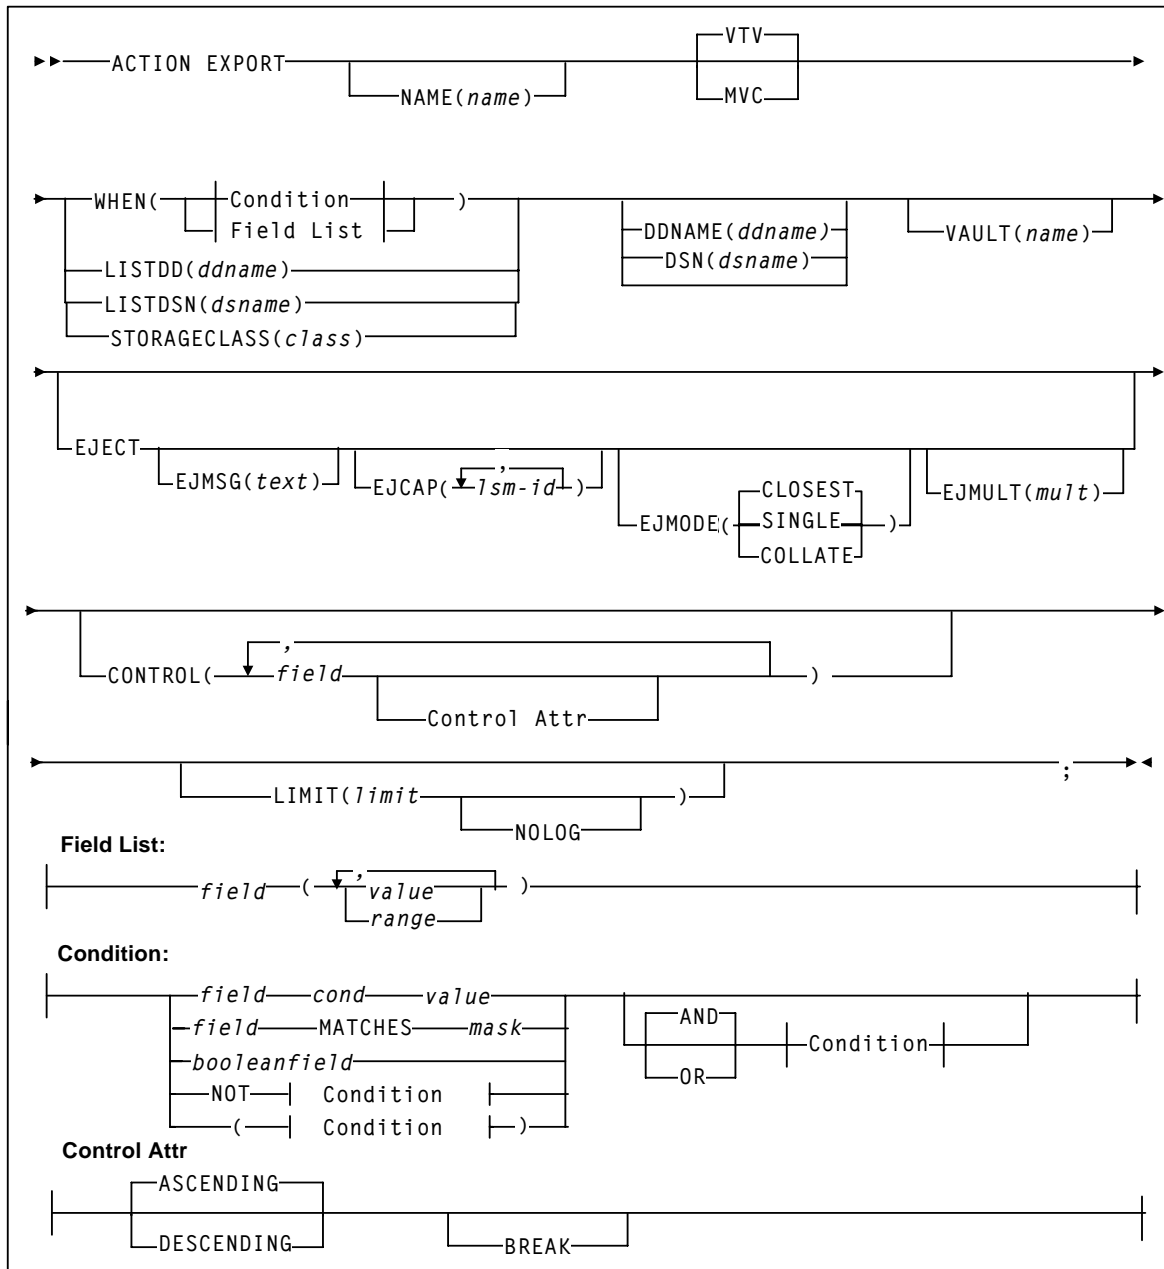 VTV
ACTION EXPORT
NAME(name)
MVC
WHEN( Condition )
Field List
DDNAME(ddname)
VAULT(name)
DSN(dsname)
LISTDD(ddname)
LISTDSN(dsname)
STORAGECLASS(class)
EJECT
EJMSG(text)
,
EJCAP( lsm-id )
CLOSEST
EJMODE( SINGLE )
COLLATE
EJMULT(mult)
,
CONTROL( field )
Control Attr
LIMIT(limit )
NOLOG
;
Field List:
,
field ( value )
range
Condition:
field cond value
field MATCHES mask
booleanfield
NOT Condition
( Condition )
AND
OR
Condition
Control Attr
ASCENDING
DESCENDING
BREAK